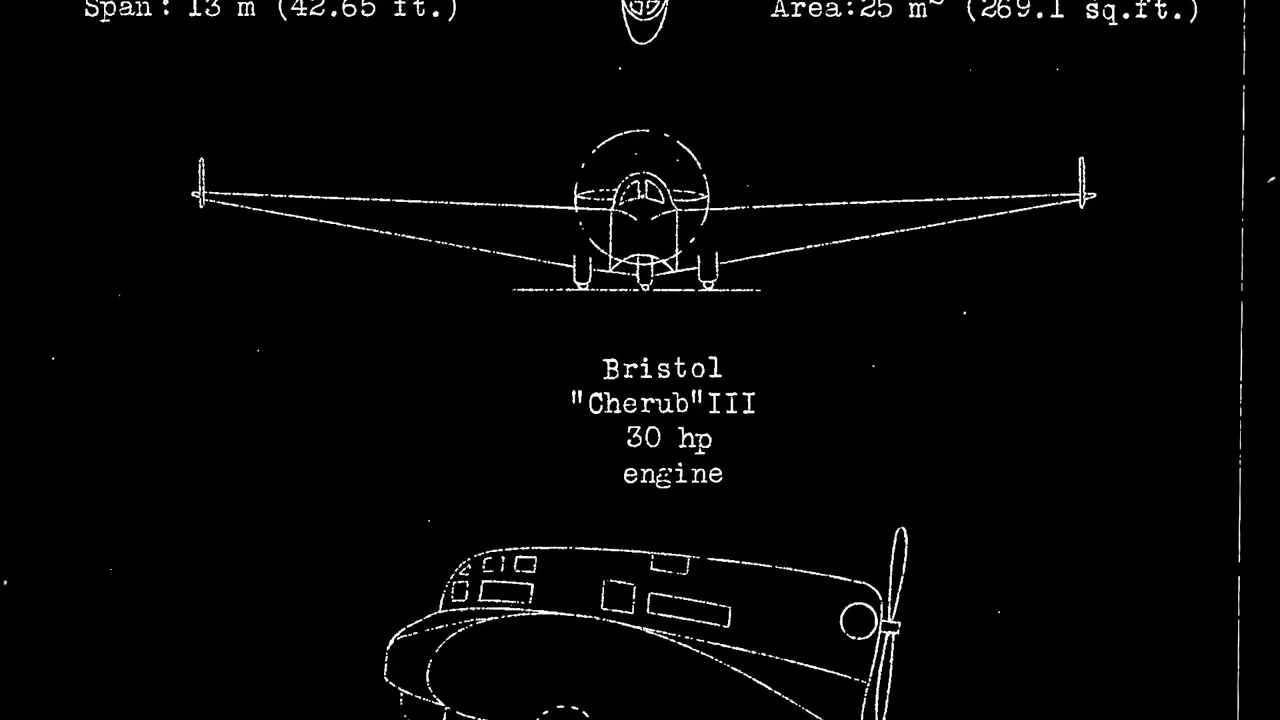 Span: 13 m (42.65 ft.)
Area:25 m² (269.1 sq.ft.)
Bristol
"Cherub"III
30 hp
engine